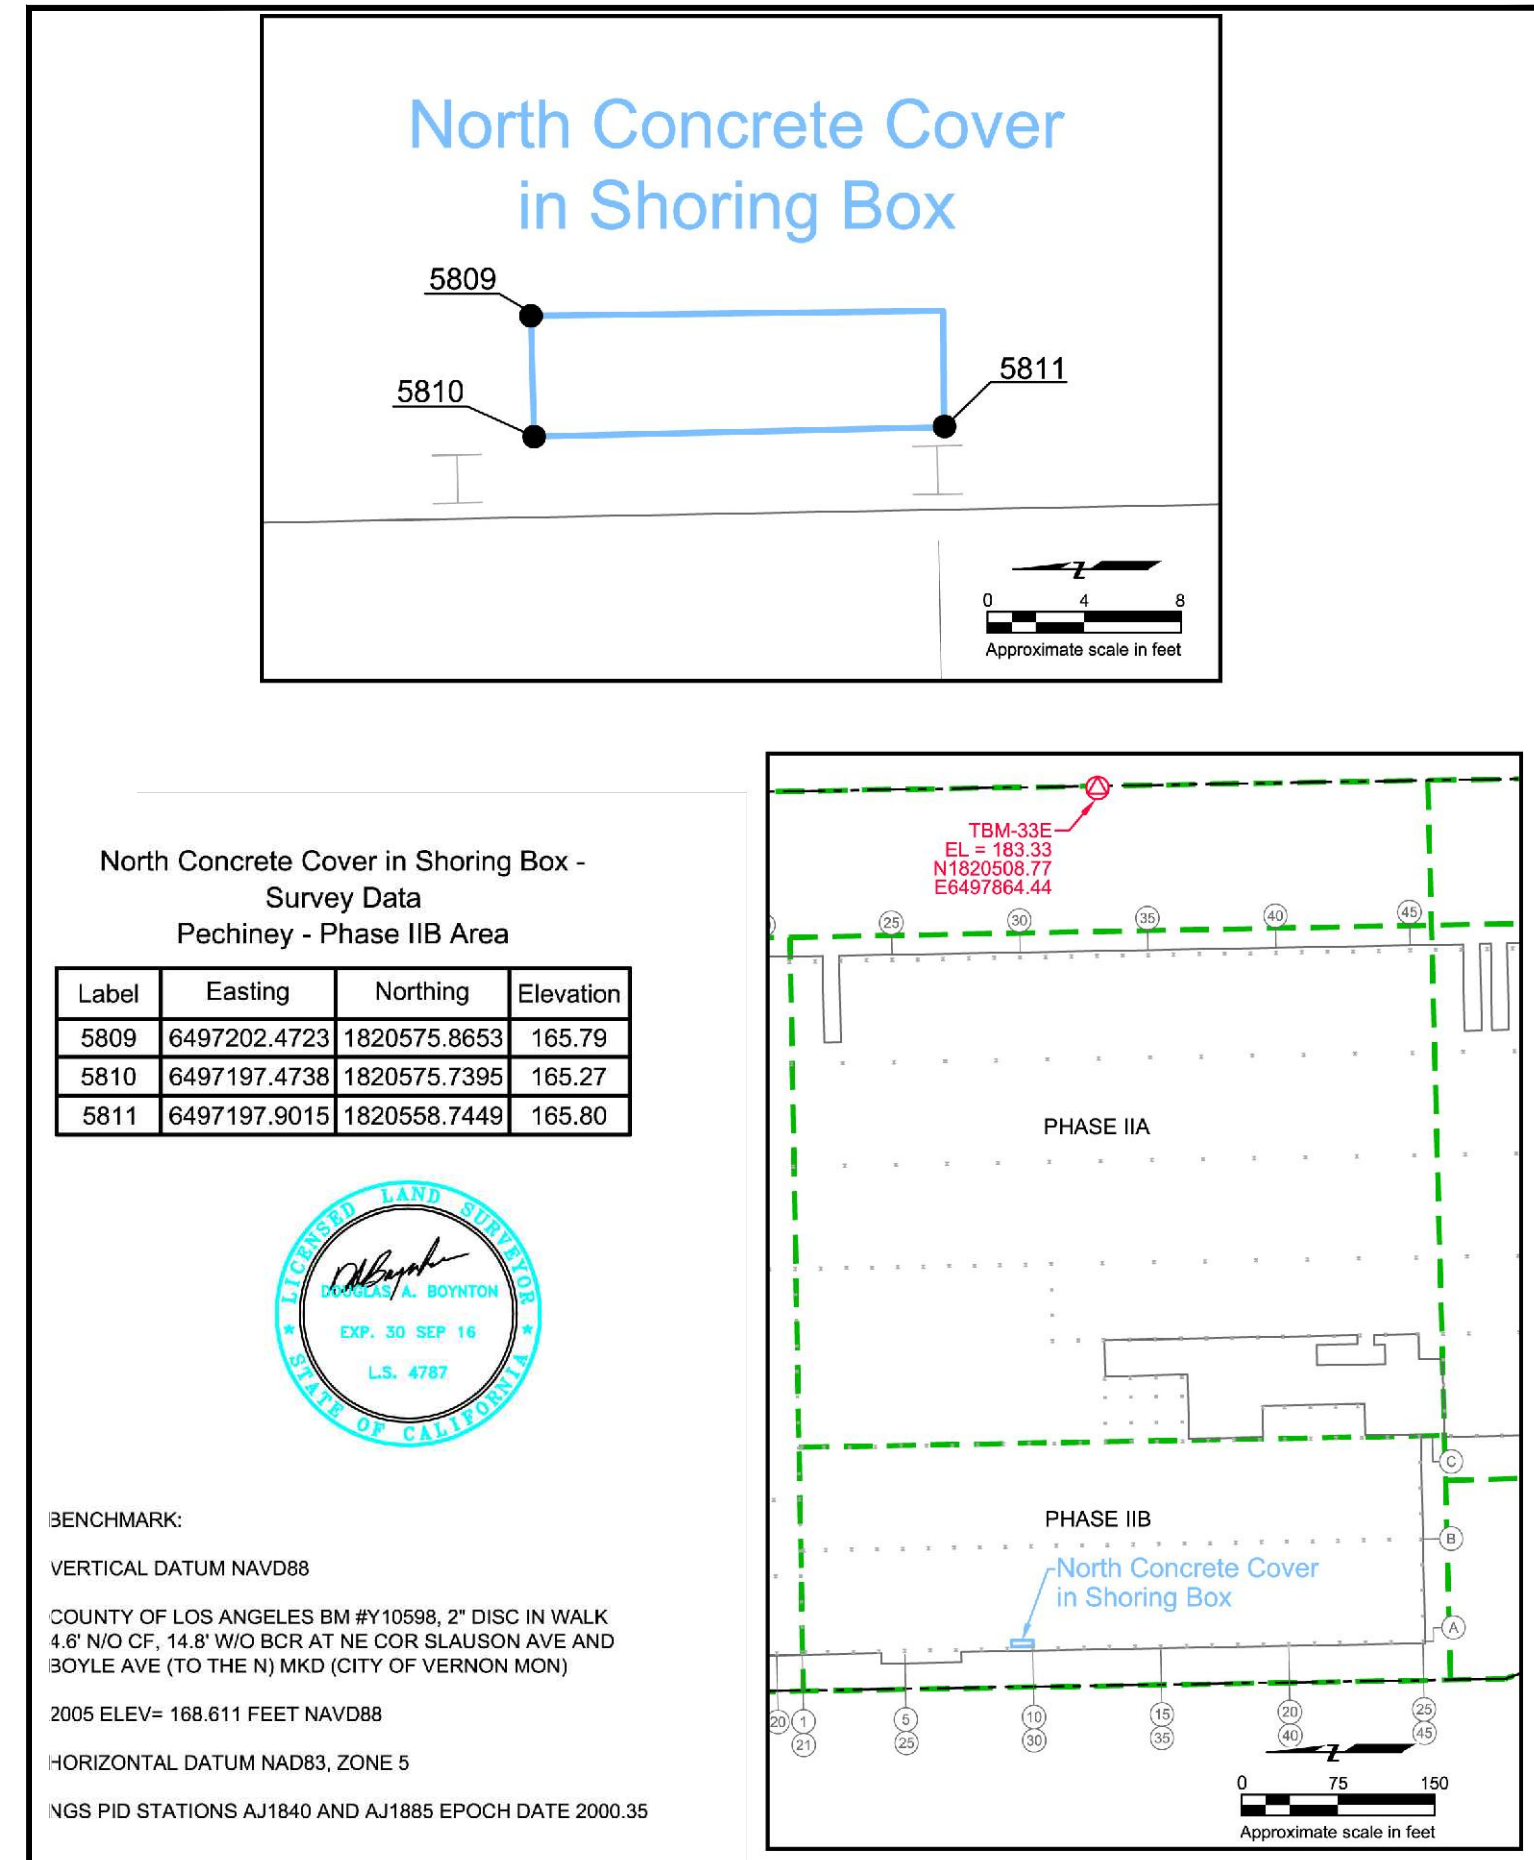 North Concrete Cover
in Shoring Box
5809
5811
5810
Z
0 4 8
Approximate scale in feet
North Concrete Cover in Shoring Box -
Survey Data
Pechiney - Phase IIB Area
Label Easting Northing Elevation
5809 6497202.4723 1820575.8653 165.79
5810 6497197.4738 1820575.7395 165.27
5811 6497197.9015 1820558.7449 165.80
LICENSED LAND SURVEYOR
DOUGLAS A. BOYNTON
EXP. 30 SEP 16
L.S. 4787
* STATE OF CALIFORNIA *
BENCHMARK:
VERTICAL DATUM NAVD88
COUNTY OF LOS ANGELES BM #Y10598, 2" DISC IN WALK
4.6' N/O CF, 14.8' W/O BCR AT NE COR SLAUSON AVE AND
BOYLE AVE (TO THE N) MKD (CITY OF VERNON MON)
2005 ELEV= 168.611 FEET NAVD88
HORIZONTAL DATUM NAD83, ZONE 5
NGS PID STATIONS AJ1840 AND AJ1885 EPOCH DATE 2000.35
TBM-33E
EL = 183.33
N1820508.77
E6497864.44
25 30 35 40 45
PHASE IIA
C
PHASE IIB
B
North Concrete Cover
in Shoring Box
A
20 1 5 10 15 20 25
21 25 30 35 40 45
Z
0 75 150
Approximate scale in feet